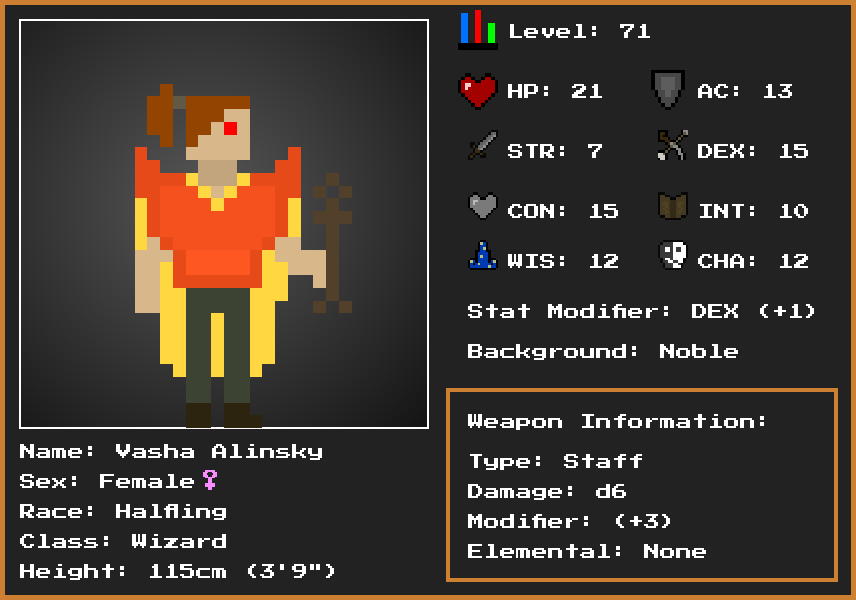 Level: 71
HP: 21
AC: 13
STR: 7
DEX: 15
CON: 15
INT: 10
WIS: 12
CHA: 12
Stat Modifier: DEX (+1)
Background: Noble
Weapon Information:
Type: Staff
Damage: d6
Modifier: (+3)
Elemental: None
Name: Vasha Alinsky
Sex: Female♀
Race: Halfling
Class: Wizard
Height: 115cm (3'9")